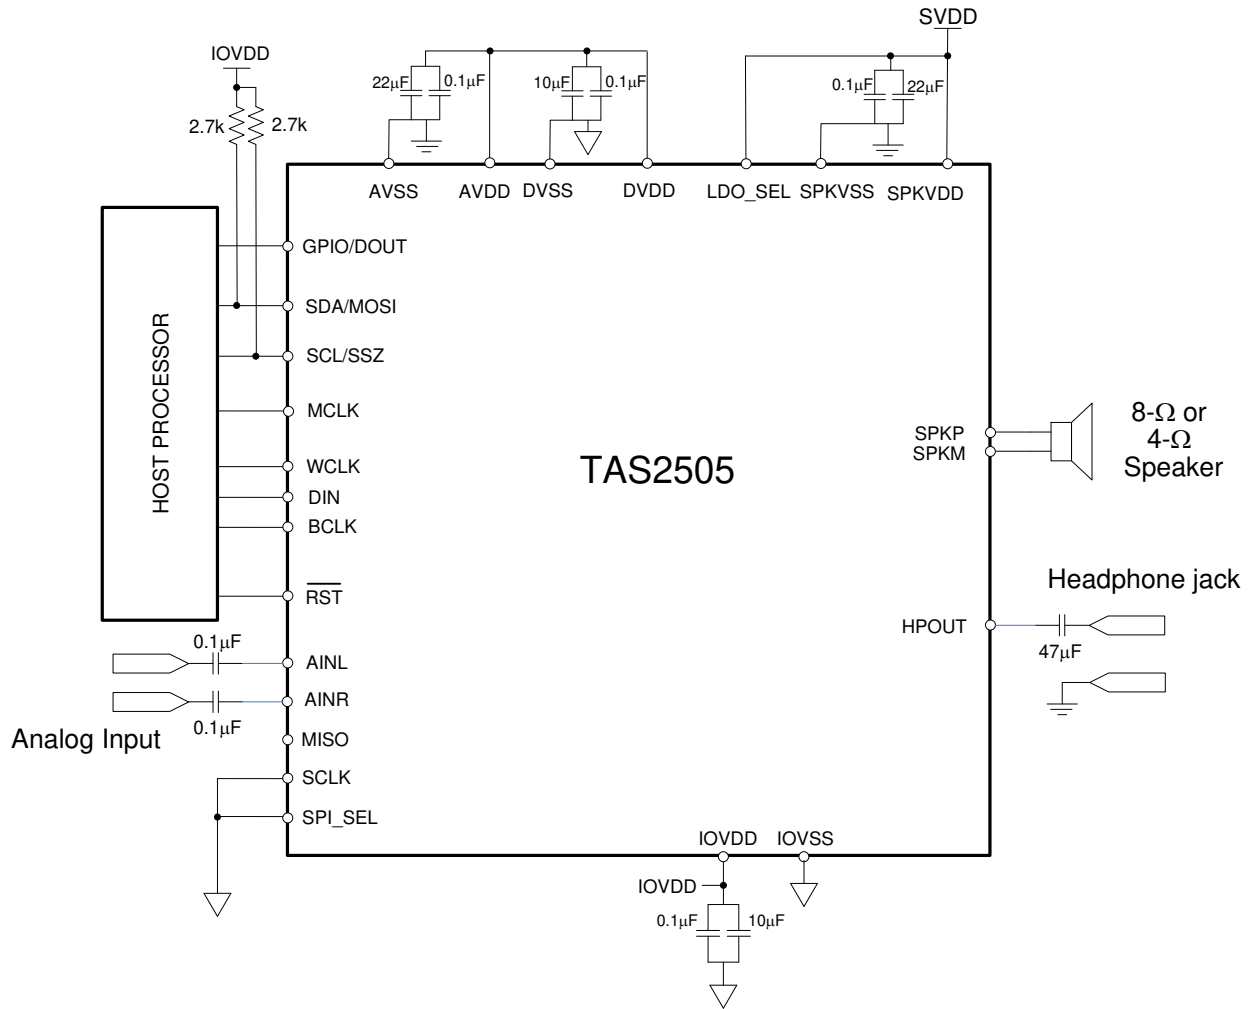 SVDD
IOVDD
22μF
0.1μF
10μF
0.1μF
0.1μF
22μF
2.7k
2.7k
AVSS
AVDD
DVSS
DVDD
LDO_SEL
SPKVSS
SPKVDD
GPIO/DOUT
SDA/MOSI
SCL/SSZ
MCLK
WCLK
DIN
BCLK
RST
HOST PROCESSOR
TAS2505
SPKP
SPKM
8-Ω or
4-Ω
Speaker
Headphone jack
HPOUT
47μF
0.1μF
AINL
AINR
0.1μF
Analog Input
MISO
SCLK
SPI_SEL
IOVDD
IOVSS
IOVDD
0.1μF
10μF